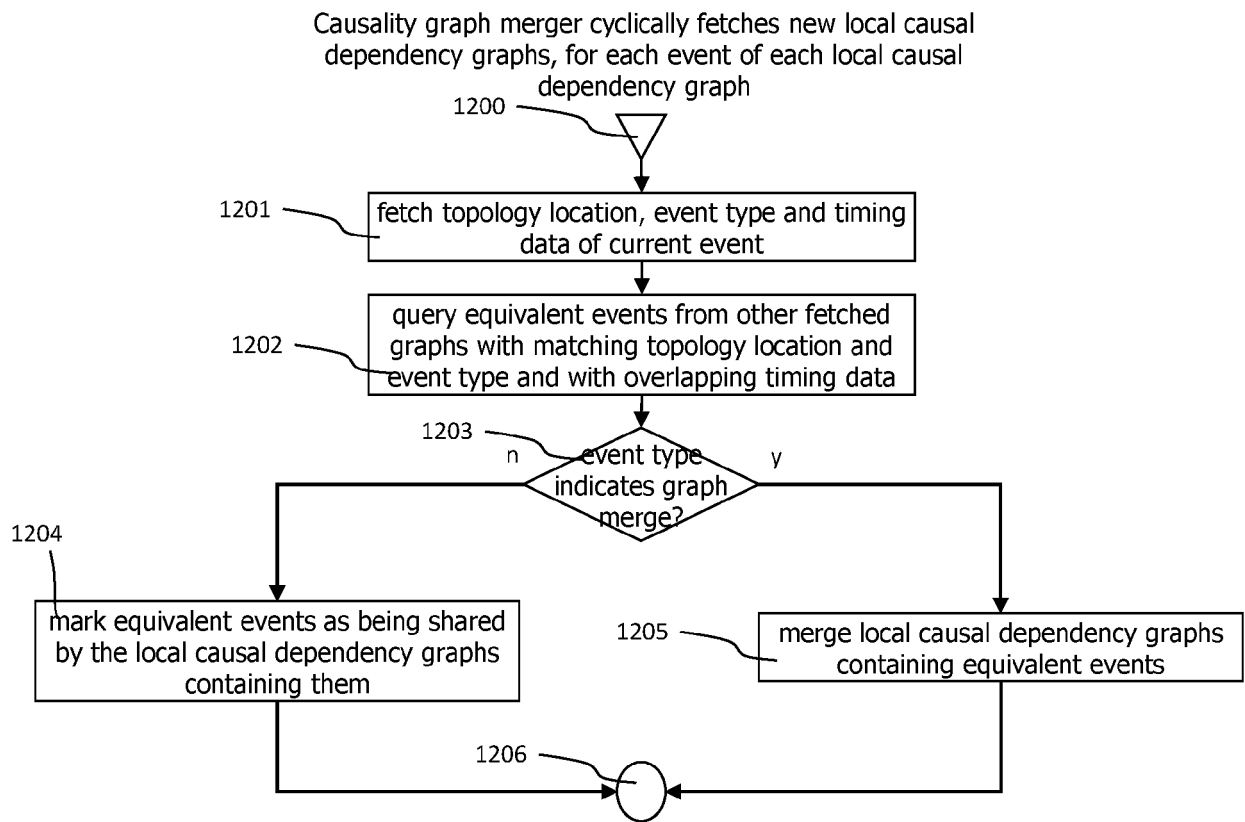 Causality graph merger cyclically fetches new local causal
dependency graphs, for each event of each local causal
dependency graph
1200
1201
fetch topology location, event type and timing
data of current event
1202
query equivalent events from other fetched
graphs with matching topology location and
event type and with overlapping timing data
1203
n
y
event type
indicates graph
merge?
1204
mark equivalent events as being shared
by the local causal dependency graphs
containing them
1205
merge local causal dependency graphs
containing equivalent events
1206